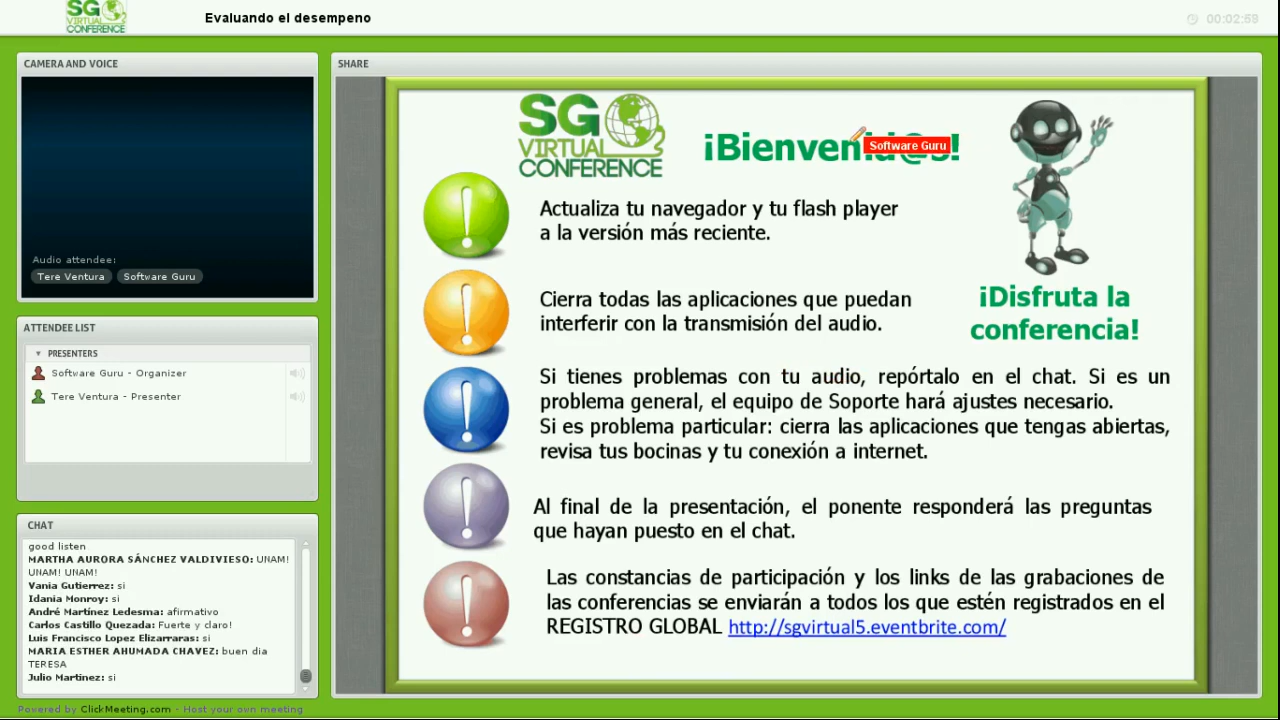 SG
VIRTUAL
CONFERENCE
Evaluando el desempeno
00:02:58
CAMERA AND VOICE
Audio attendee:
Tere Ventura
Software Guru
ATTENDEE LIST
PRESENTERS
Software Guru - Organizer
Tere Ventura - Presenter
CHAT
good listen
MARTHA AURORA SÁNCHEZ VALDIVIESO: UNAM!
UNAM! UNAM!
Vania Gutierrez: si
Idania Monroy: si
André Martínez Ledesma: afirmativo
Carlos Castillo Quezada: Fuerte y claro!
Luis Francisco Lopez Elizarraras: si
MARIA ESTHER AHUMADA CHAVEZ: buen dia
TERESA
Julio Martinez: si
Powered by ClickMeeting.com - Host your own meeting
SHARE
SG
VIRTUAL
CONFERENCE
¡Bienvenid@s!
Software Guru
Actualiza tu navegador y tu flash player
a la versión más reciente.
Cierra todas las aplicaciones que puedan
interferir con la transmisión del audio.
¡Disfruta la
conferencia!
Si tienes problemas con tu audio, repórtalo en el chat. Si es un
problema general, el equipo de Soporte hará ajustes necesario.
Si es problema particular: cierra las aplicaciones que tengas abiertas,
revisa tus bocinas y tu conexión a internet.
Al final de la presentación, el ponente responderá las preguntas
que hayan puesto en el chat.
Las constancias de participación y los links de las grabaciones de
las conferencias se enviarán a todos los que estén registrados en el
REGISTRO GLOBAL http://sgvirtual5.eventbrite.com/